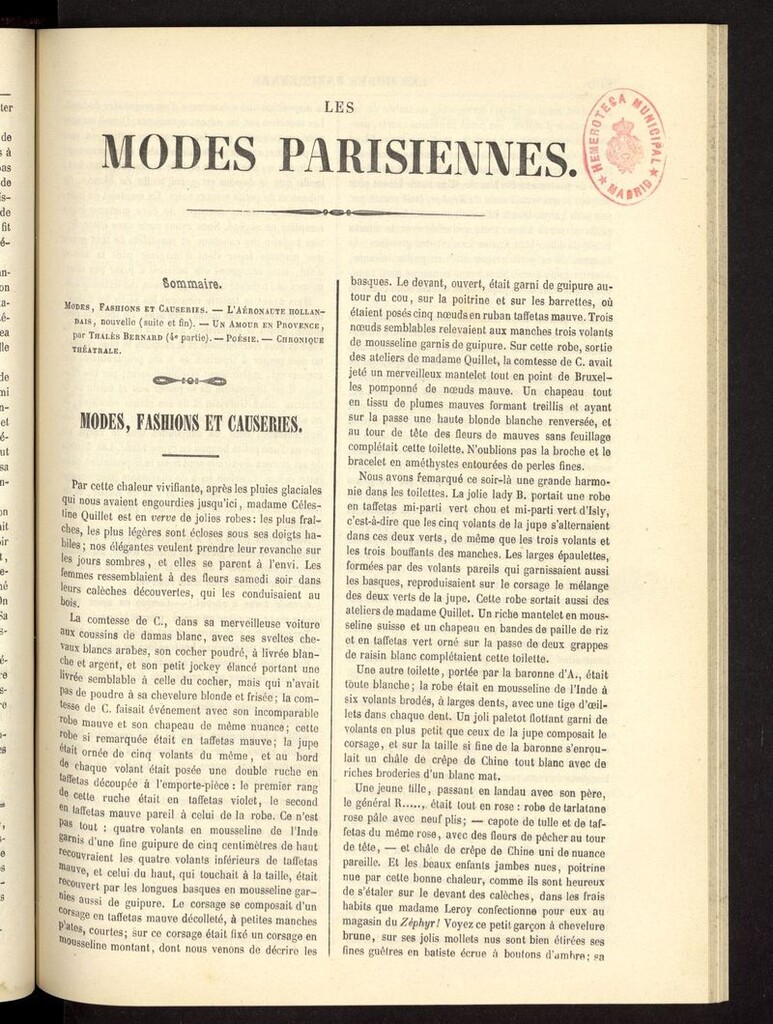 LES
MODES PARISIENNES.
HEMEROTECA MUNICIPAL
★ MADRID ★
Sommaire.
MODES, FASHIONS ET CAUSERIES. — L'AÉRONAUTE HOLLAN-
DAIS, nouvelle (suite et fin). — UN AMOUR EN PROVENCE,
par THALÈS BERNARD (4e partie). — POÉSIE. — CHRONIQUE
THÉATRALE.
MODES, FASHIONS ET CAUSERIES.
Par cette chaleur vivifiante, après les pluies glaciales
qui nous avaient engourdies jusqu'ici, madame Céles-
tine Quillet est en verve de jolies robes: les plus fraî-
ches, les plus légères sont écloses sous ses doigts ha-
biles; nos élégantes veulent prendre leur revanche sur
les jours sombres, et elles se parent à l'envi. Les
femmes ressemblaient à des fleurs samedi soir dans
leurs calèches découvertes, qui les conduisaient au
bois.
La comtesse de C., dans sa merveilleuse voiture
aux coussins de damas blanc, avec ses sveltes che-
vaux blancs arabes, son cocher poudré, à livrée blan-
che et argent, et son petit jockey élancé portant une
livrée semblable à celle du cocher, mais qui n'avait
pas de poudre à sa chevelure blonde et frisée; la com-
tesse de C. faisait événement avec son incomparable
robe mauve et son chapeau de même nuance; cette
robe si remarquée était en taffetas mauve; la jupe
était ornée de cinq volants du même, et au bord
de chaque volant était posée une double ruche en
taffetas découpée à l'emporte-pièce: le premier rang
de cette ruche était en taffetas violet, le second
en taffetas mauve pareil à celui de la robe. Ce n'est
pas tout: quatre volants en mousseline de l'Inde
garnis d'une fine guipure de cinq centimètres de haut
recouvraient les quatre volants inférieurs de taffetas
mauve, et celui du haut, qui touchait à la taille, était
recouvert par les longues basques en mousseline gar-
nies aussi de guipure. Le corsage se composait d'un
corsage en taffetas mauve décolleté, à petites manches
plates, courtes; sur ce corsage était fixé un corsage en
mousseline montant, dont nous venons de décrire les
basques. Le devant, ouvert, était garni de guipure au-
tour du cou, sur la poitrine et sur les barrettes, où
étaient posés cinq nœuds en ruban taffetas mauve. Trois
nœuds semblables relevaient aux manches trois volants
de mousseline garnis de guipure. Sur cette robe, sortie
des ateliers de madame Quillet, la comtesse de C. avait
jeté un merveilleux mantelet tout en point de Bruxel-
les pomponné de nœuds mauve. Un chapeau tout
en tissu de plumes mauves formant treillis et ayant
sur la passe une haute blonde blanche renversée, et
au tour de tête des fleurs de mauves sans feuillage
complétait cette toilette. N'oublions pas la broche et le
bracelet en améthystes entourées de perles fines.
Nous avons remarqué ce soir-là une grande harmo-
nie dans les toilettes. La jolie lady B. portait une robe
en taffetas mi-parti vert chou et mi-parti vert d'Isly,
c'est-à-dire que les cinq volants de la jupe s'alternaient
dans ces deux verts, de même que les trois volants et
les trois bouffants des manches. Les larges épaulettes,
formées par des volants pareils qui garnissaient aussi
les basques, reproduisaient sur le corsage le mélange
des deux verts de la jupe. Cette robe sortait aussi des
ateliers de madame Quillet. Un riche mantelet en mous-
seline suisse et un chapeau en bandes de paille de riz
et en taffetas vert orné sur la passe de deux grappes
de raisin blanc complétaient cette toilette.
Une autre toilette, portée par la baronne d'A., était
toute blanche; la robe était en mousseline de l'Inde à
six volants brodés, à larges dents, avec une tige d'œil-
lets dans chaque dent. Un joli paletot flottant garni de
volants en plus petit que ceux de la jupe composait le
corsage, et sur la taille si fine de la baronne s'enrou-
lait un châle de crêpe de Chine tout blanc avec de
riches broderies d'un blanc mat.
Une jeune fille, passant en landau avec son père,
le général R....., était tout en rose: robe de tarlatane
rose pâle avec neuf plis; — capote de tulle et de taf-
fetas du même rose, avec des fleurs de pêcher au tour
de tête, — et châle de crêpe de Chine uni de nuance
pareille. Et les beaux enfants jambes nues, poitrine
nue par cette bonne chaleur, comme ils sont heureux
de s'étaler sur le devant des calèches, dans les frais
habits que madame Leroy confectionne pour eux au
magasin du Zéphyr! Voyez ce petit garçon à chevelure
brune, sur ses jolis mollets nus sont bien étirées ses
fines guêtres en batiste écrue à boutons d'ambre; sa